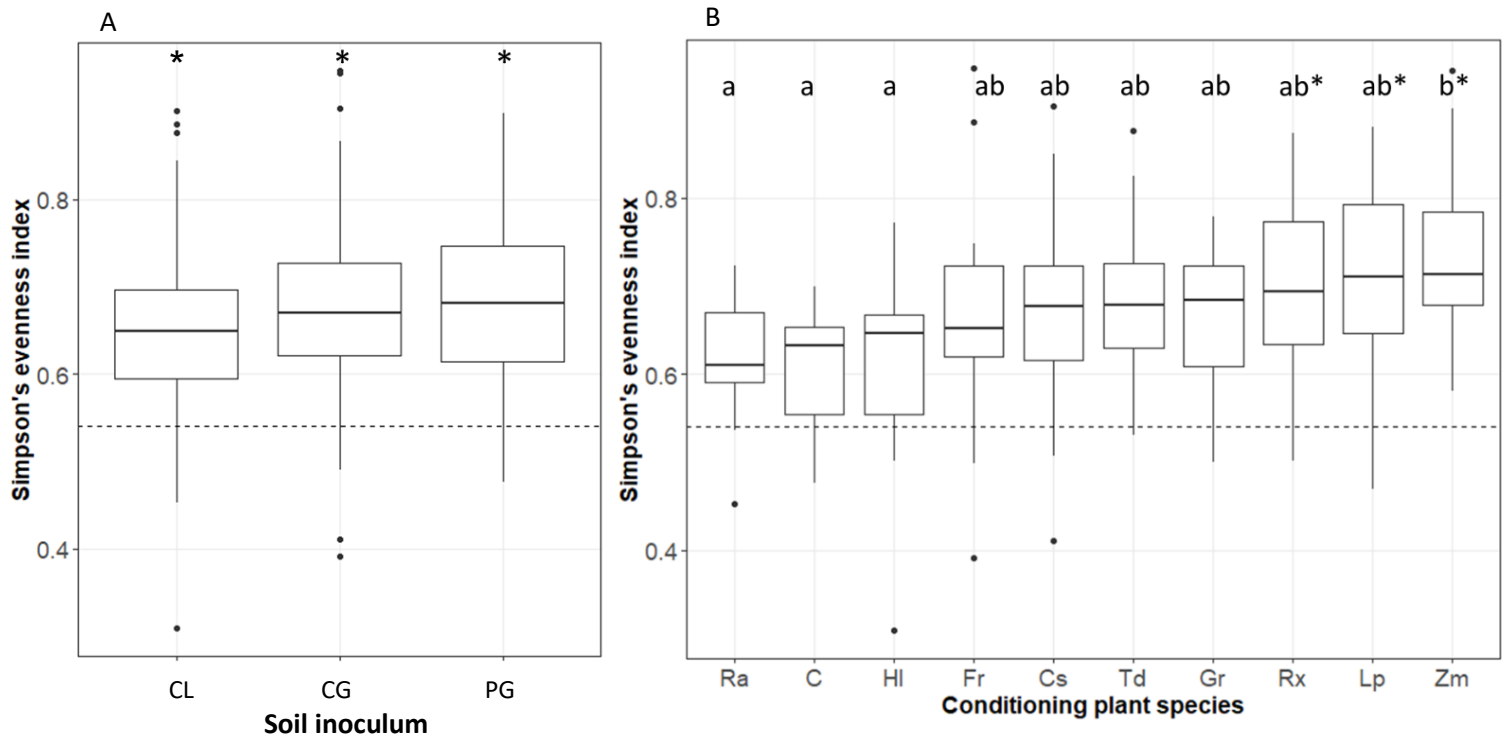 A
* * *
Simpson's evenness index
0.8
0.6
0.4
CL CG PG
Soil inoculum
B
a a a ab ab ab ab ab* ab* b*
Simpson's evenness index
0.8
0.6
0.4
Ra C Hl Fr Cs Td Gr Rx Lp Zm
Conditioning plant species